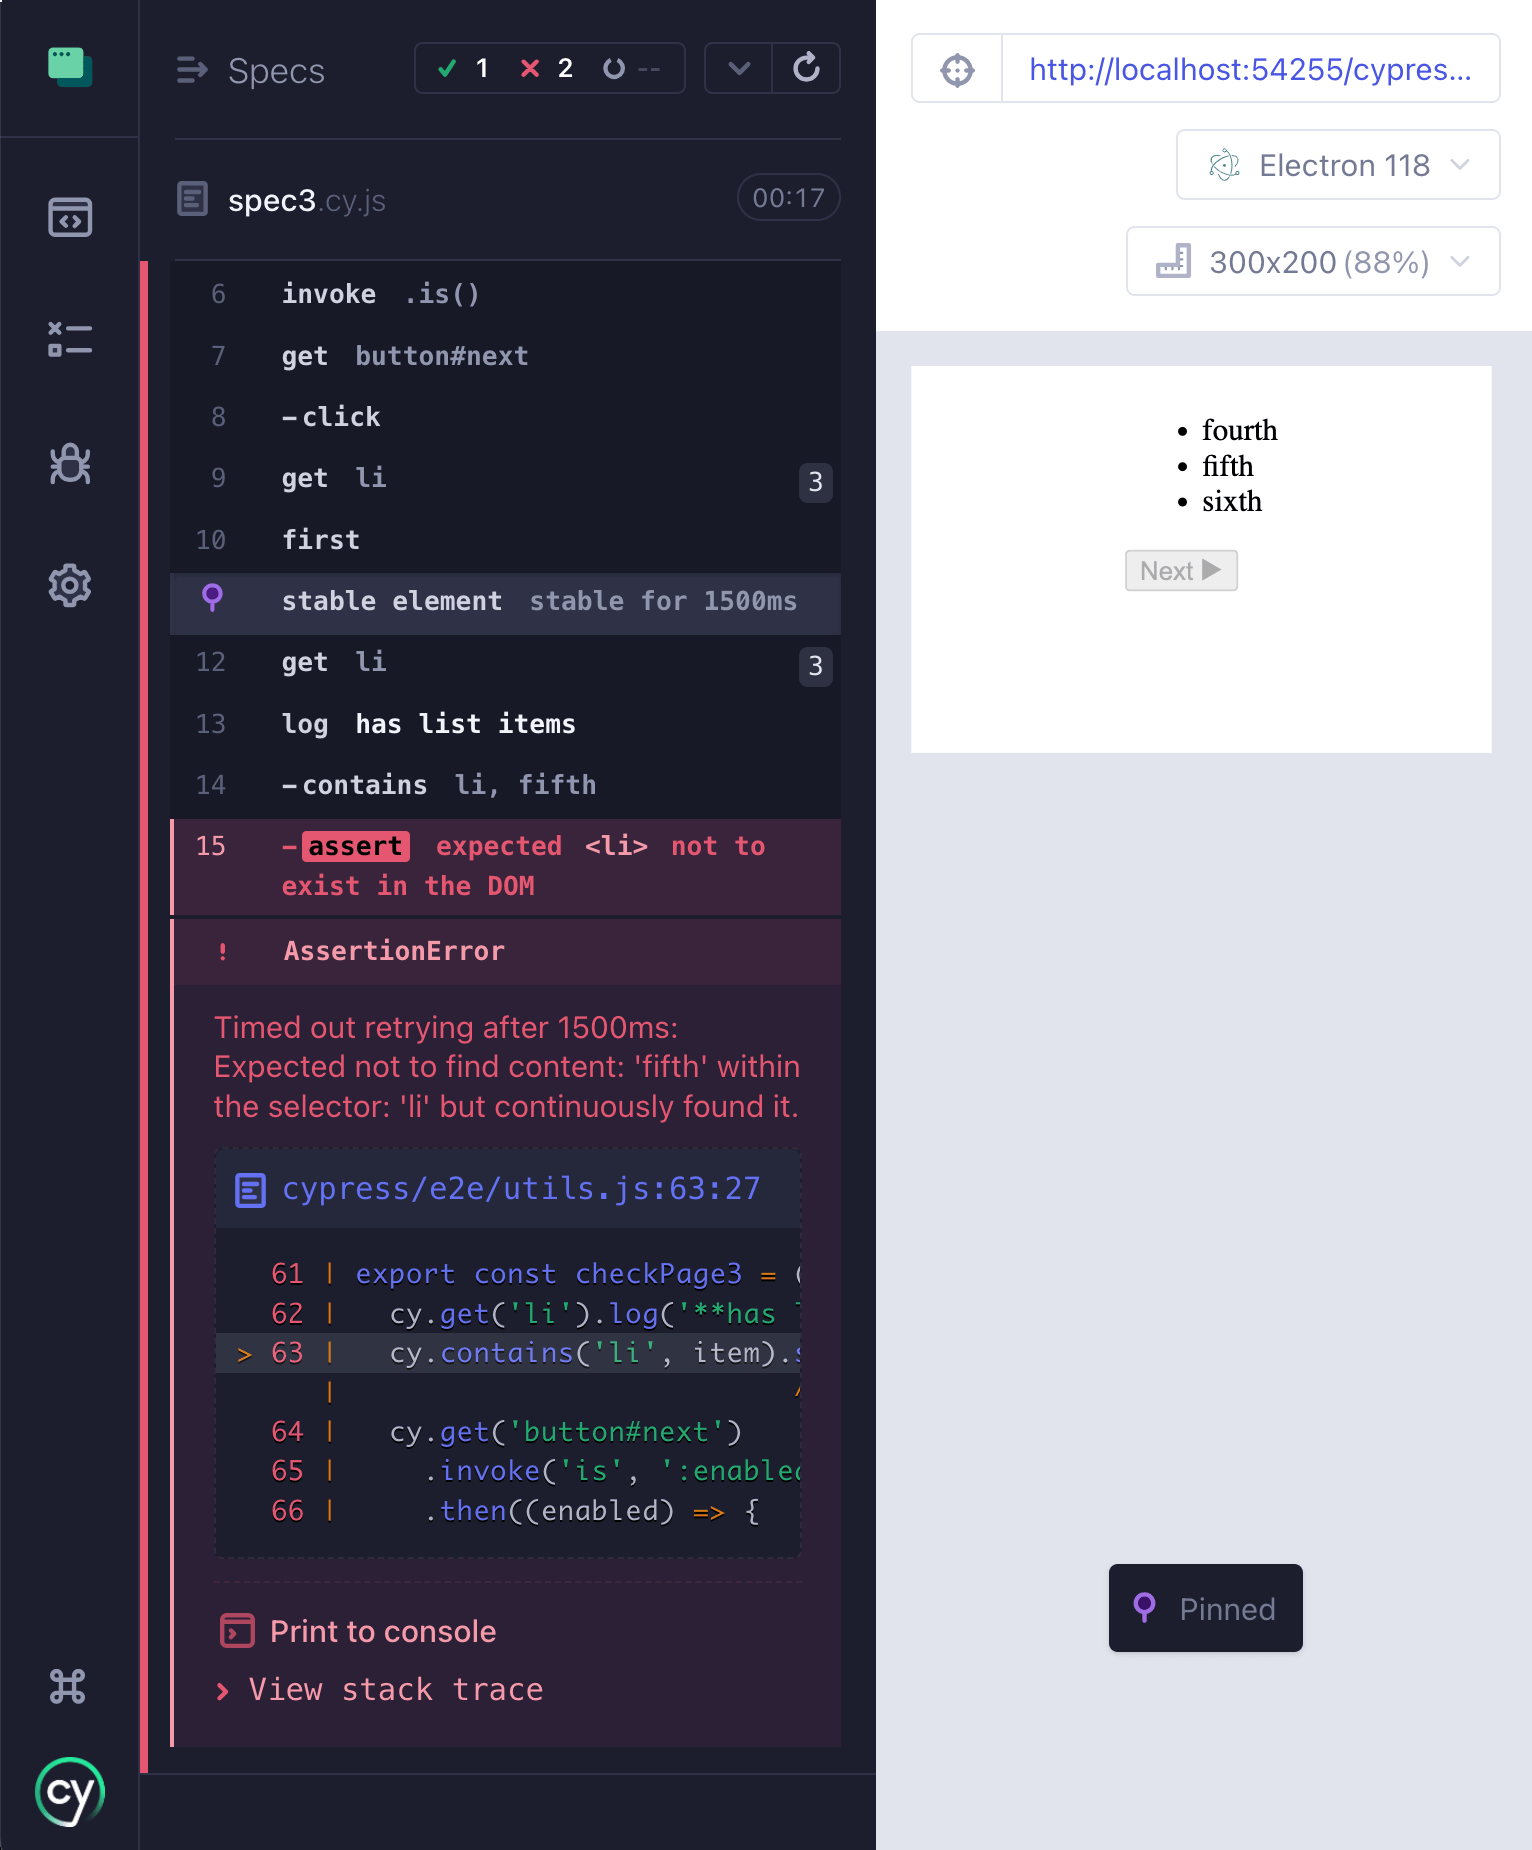 Specs
1
2
--
spec3.cy.js
00:17
6 invoke .is()
7 get button#next
8 -click
9 get li 3
10 first
stable element stable for 1500ms
12 get li 3
13 log has list items
14 -contains li, fifth
15 -assert expected <li> not to
exist in the DOM
! AssertionError
Timed out retrying after 1500ms:
Expected not to find content: 'fifth' within
the selector: 'li' but continuously found it.
cypress/e2e/utils.js:63:27
61 | export const checkPage3 = (
62 | cy.get('li').log('**has l
> 63 | cy.contains('li', item).s
| ^
64 | cy.get('button#next')
65 | .invoke('is', ':enabled
66 | .then((enabled) => {
Print to console
> View stack trace
cy
http://localhost:54255/cypres...
Electron 118
300x200 (88%)
• fourth
• fifth
• sixth
Next ▶
Pinned